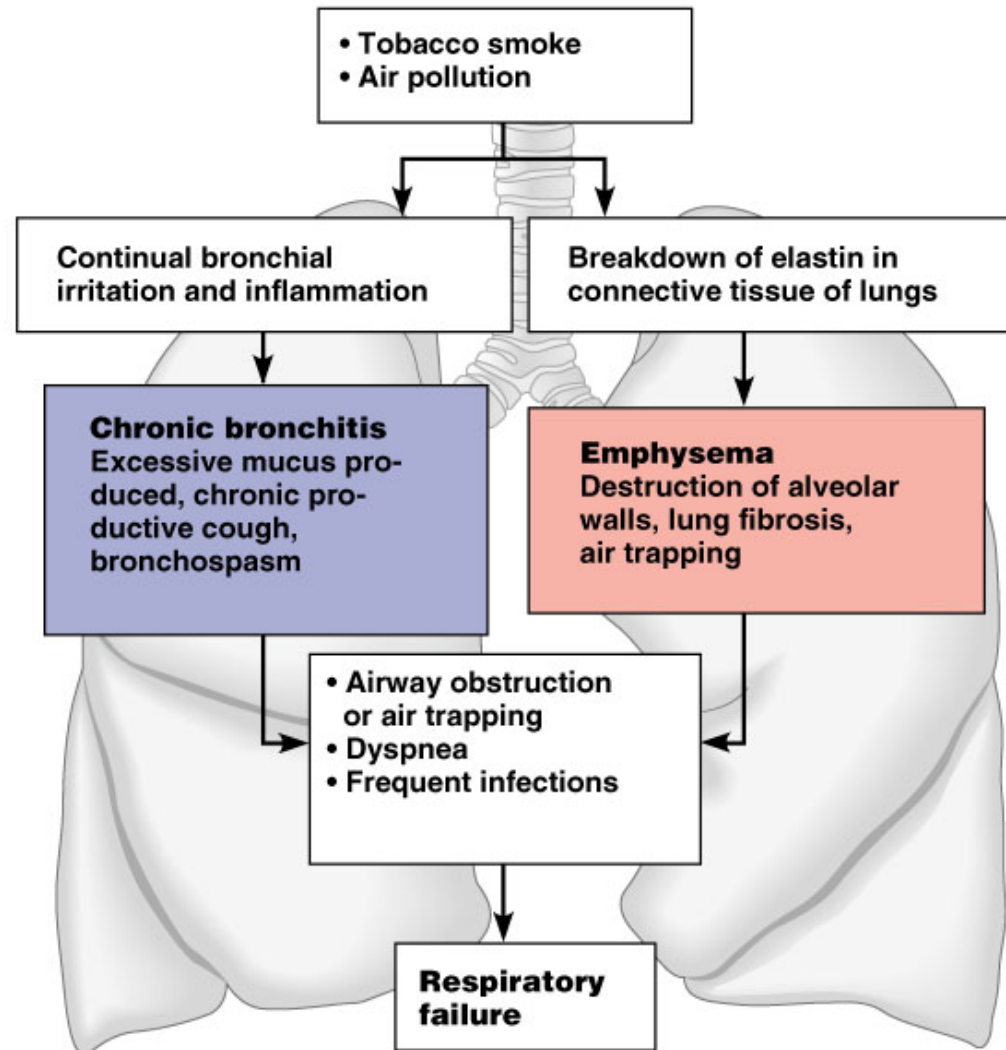 • Tobacco smoke
• Air pollution
Continual bronchial
irritation and inflammation
Breakdown of elastin in
connective tissue of lungs
Chronic bronchitis
Excessive mucus pro-
duced, chronic pro-
ductive cough,
bronchospasm
Emphysema
Destruction of alveolar
walls, lung fibrosis,
air trapping
• Airway obstruction
or air trapping
• Dyspnea
• Frequent infections
Respiratory
failure